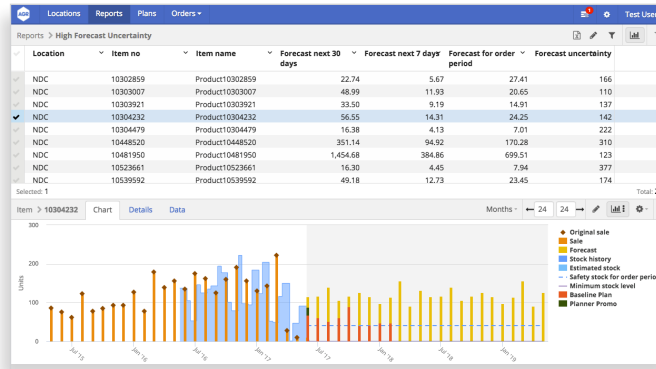 AGR Locations Reports Plans Orders 1 Test User
Reports > High Forecast Uncertainty
Location Item no Item name Forecast next 30 days Forecast next 7 days Forecast for order period Forecast uncertainty
NDC 10302859 Product10302859 22.74 5.67 27.41 166
NDC 10303007 Product10303007 48.99 11.93 20.65 110
NDC 10303921 Product10303921 33.50 9.19 14.91 137
NDC 10304232 Product10304232 56.55 14.31 24.25 142
NDC 10304479 Product10304479 16.38 4.13 7.01 222
NDC 10448520 Product10448520 351.14 94.92 170.28 310
NDC 10481950 Product10481950 1,454.68 384.86 699.51 123
NDC 10523661 Product10523661 16.30 4.45 7.94 377
NDC 10539592 Product10539592 49.18 12.73 23.45 174
Selected: 1 Total:
Item > 10304232 Chart Details Data Months 24 24
300
200
100
0
Units
Jul '15 Jan '16 Jul '16 Jan '17 Jul '17 Jan '18 Jul '18 Jan '19
Original sale
Sale
Forecast
Stock history
Estimated stock
Safety stock for order perio
Minimum stock level
Baseline Plan
Planner Promo